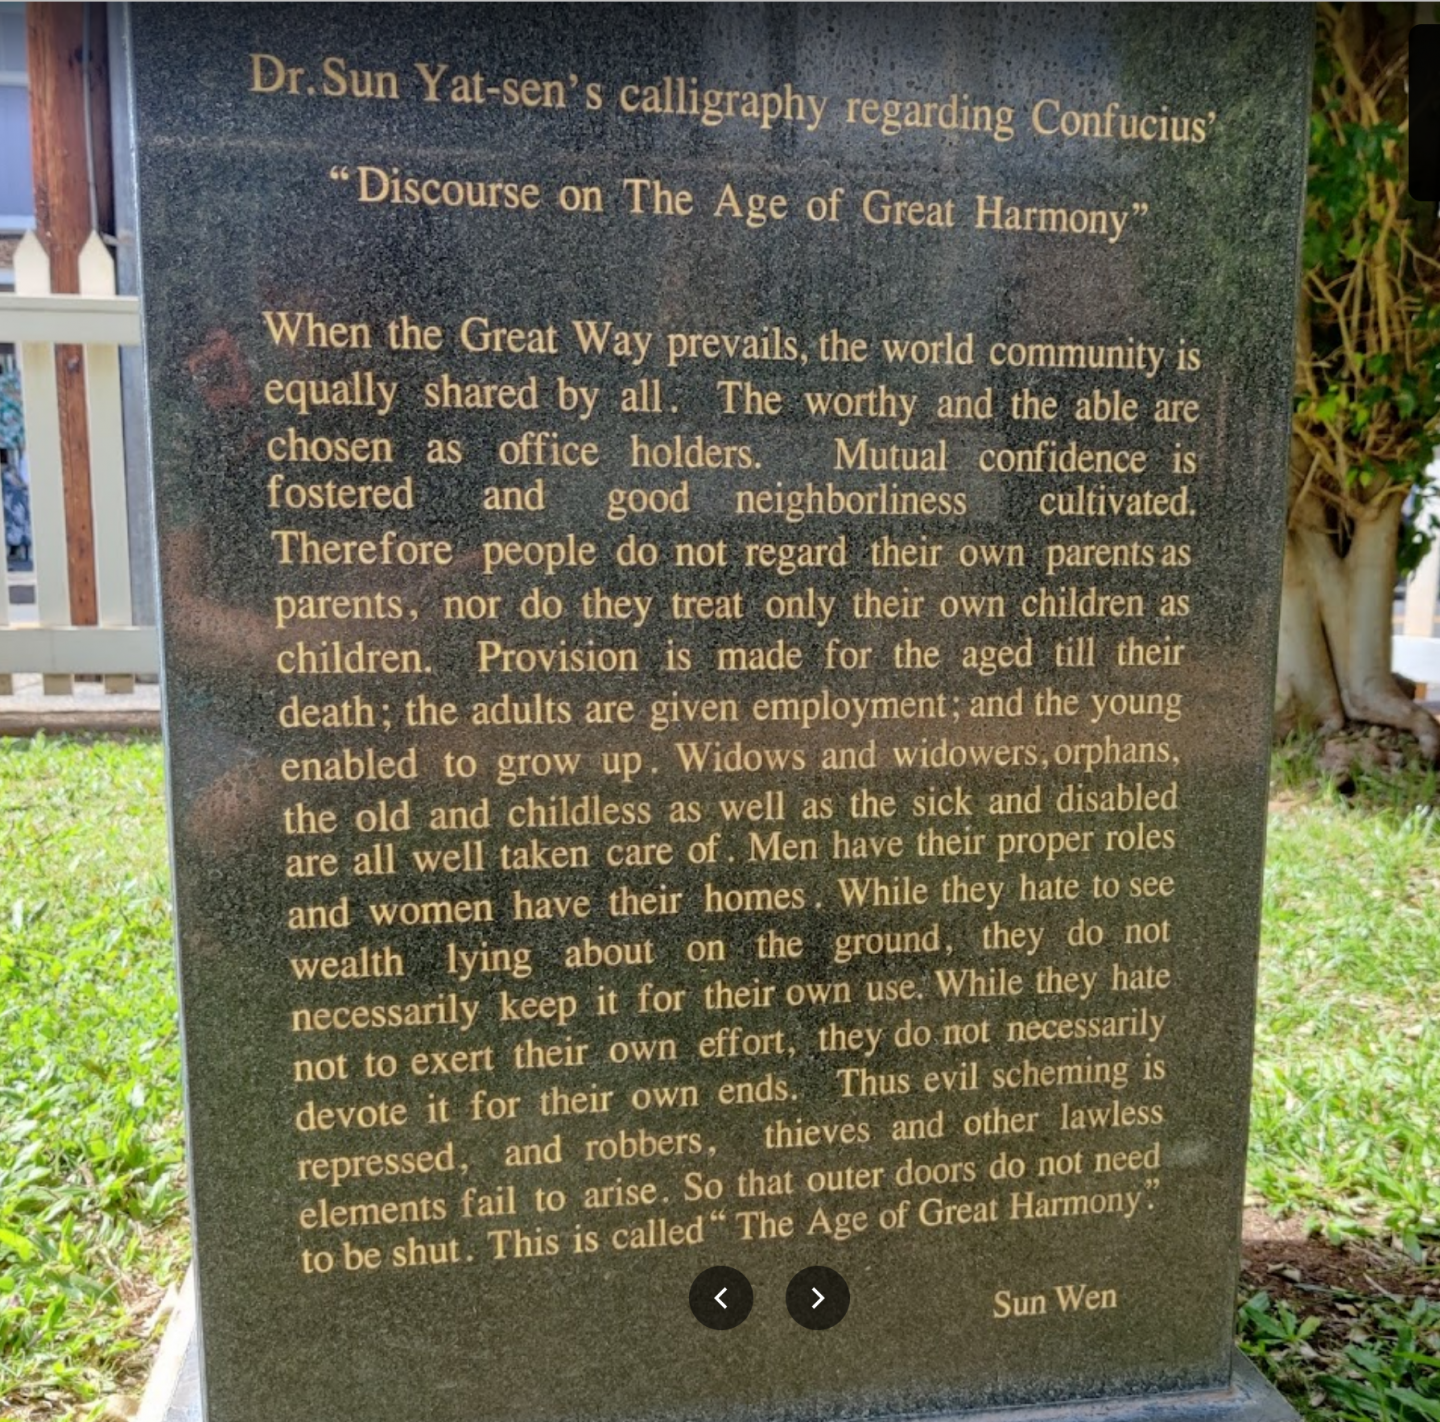 Dr.Sun Yat-sen's calligraphy regarding Confucius'
“Discourse on The Age of Great Harmony”
When the Great Way prevails, the world community is
equally shared by all. The worthy and the able are
chosen as office holders. Mutual confidence is
fostered and good neighborliness cultivated.
Therefore people do not regard their own parents as
parents, nor do they treat only their own children as
children. Provision is made for the aged till their
death; the adults are given employment; and the young
enabled to grow up. Widows and widowers, orphans,
the old and childless as well as the sick and disabled
are all well taken care of. Men have their proper roles
and women have their homes. While they hate to see
wealth lying about on the ground, they do not
necessarily keep it for their own use. While they hate
not to exert their own effort, they do not necessarily
devote it for their own ends. Thus evil scheming is
repressed, and robbers, thieves and other lawless
elements fail to arise. So that outer doors do not need
to be shut. This is called “The Age of Great Harmony”.
Sun Wen